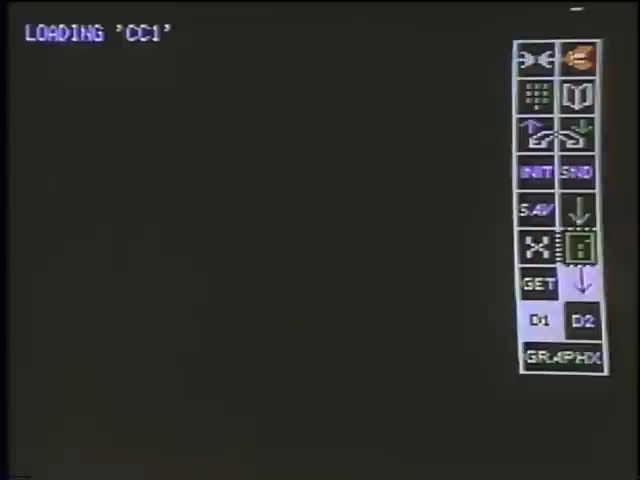 LOADING 'CC1'
INIT SND
SAV
GET
D1 D2
GRAPHX